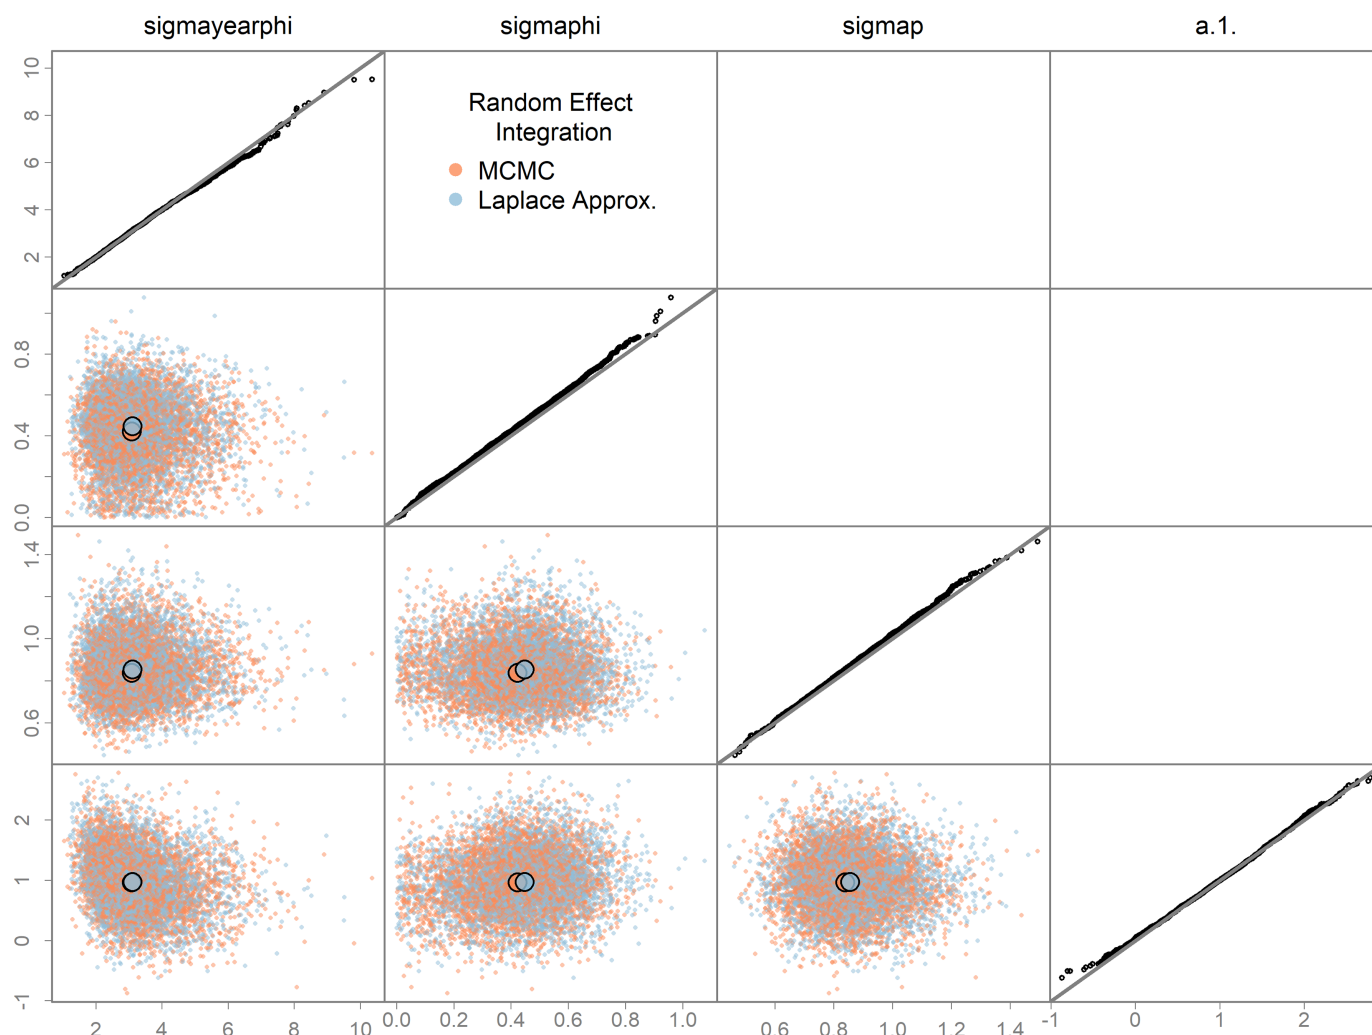 sigmayearphi sigmaphi sigmap a.1.
10
8
6
4
2
Random Effect
Integration
MCMC
Laplace Approx.
0.8
0.4
0.0
1.4
1.0
0.6
2
1
0
-1
2 4 6 8 10 0.0 0.2 0.4 0.6 0.8 1.0 0.6 0.8 1.0 1.2 1.4 -1 0 1 2